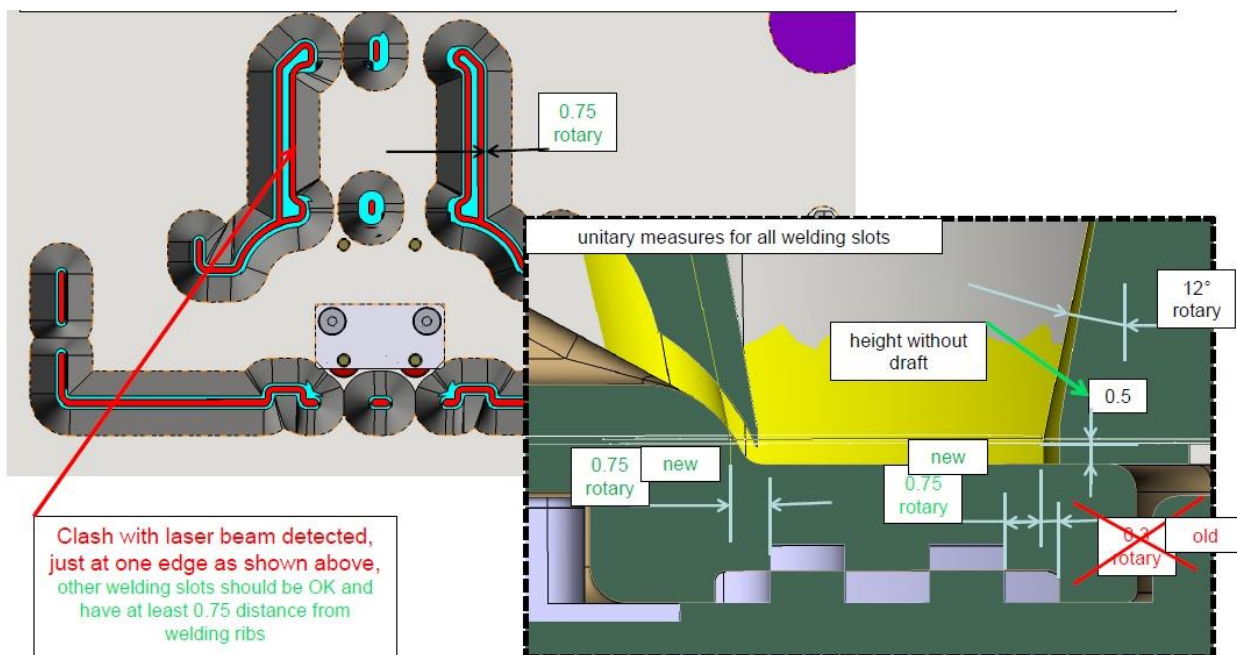 0.75
rotary
unitary measures for all welding slots
12°
rotary
height without
draft
0.5
0.75
rotary
new
new
0.75
rotary
0.3
rotary
old
Clash with laser beam detected,
just at one edge as shown above,
other welding slots should be OK and
have at least 0.75 distance from
welding ribs